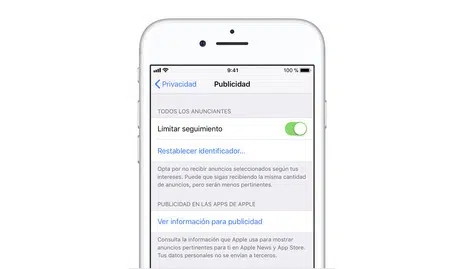 9:41 100 %
Privacidad Publicidad
TODOS LOS ANUNCIANTES
Limitar seguimiento
Restablecer identificador...
Opta por no recibir anuncios seleccionados según tus
intereses. Puede que sigas recibiendo la misma cantidad
de anuncios, pero serán menos pertinentes.
PUBLICIDAD EN LAS APPS DE APPLE
Ver información para publicidad
Consulta la información que Apple usa para mostrar
anuncios pertinentes para ti en Apple News y App Store.
Tus datos personales no se envían a terceros.